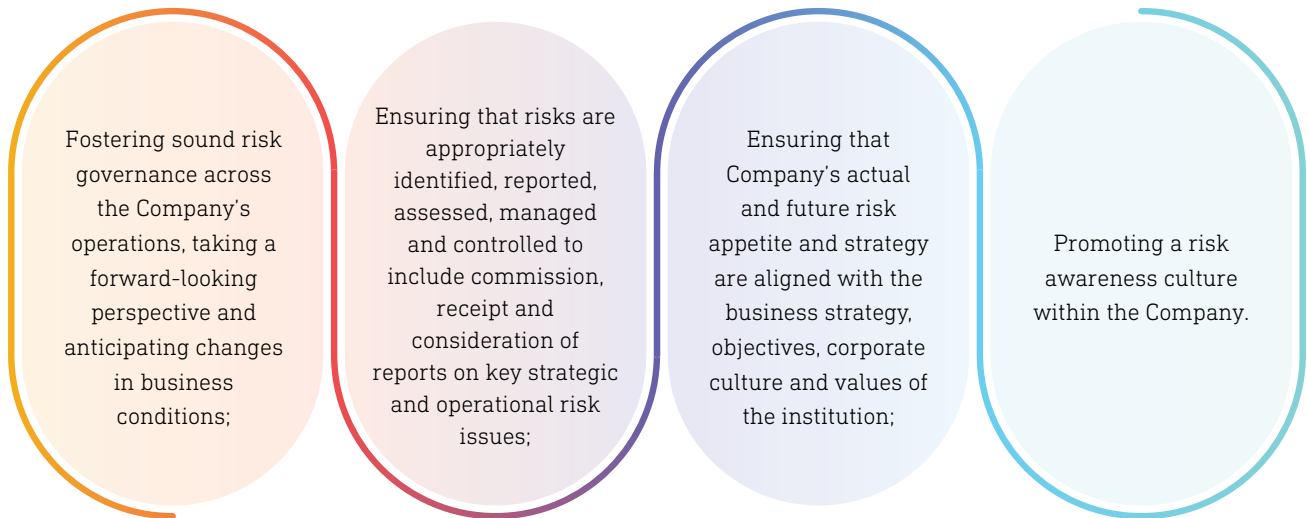 Fostering sound risk
governance across
the Company's
operations, taking a
forward-looking
perspective and
anticipating changes
in business
conditions;
Ensuring that risks are
appropriately
identified, reported,
assessed, managed
and controlled to
include commission,
receipt and
consideration of
reports on key strategic
and operational risk
issues;
Ensuring that
Company's actual
and future risk
appetite and strategy
are aligned with the
business strategy,
objectives, corporate
culture and values of
the institution;
Promoting a risk
awareness culture
within the Company.